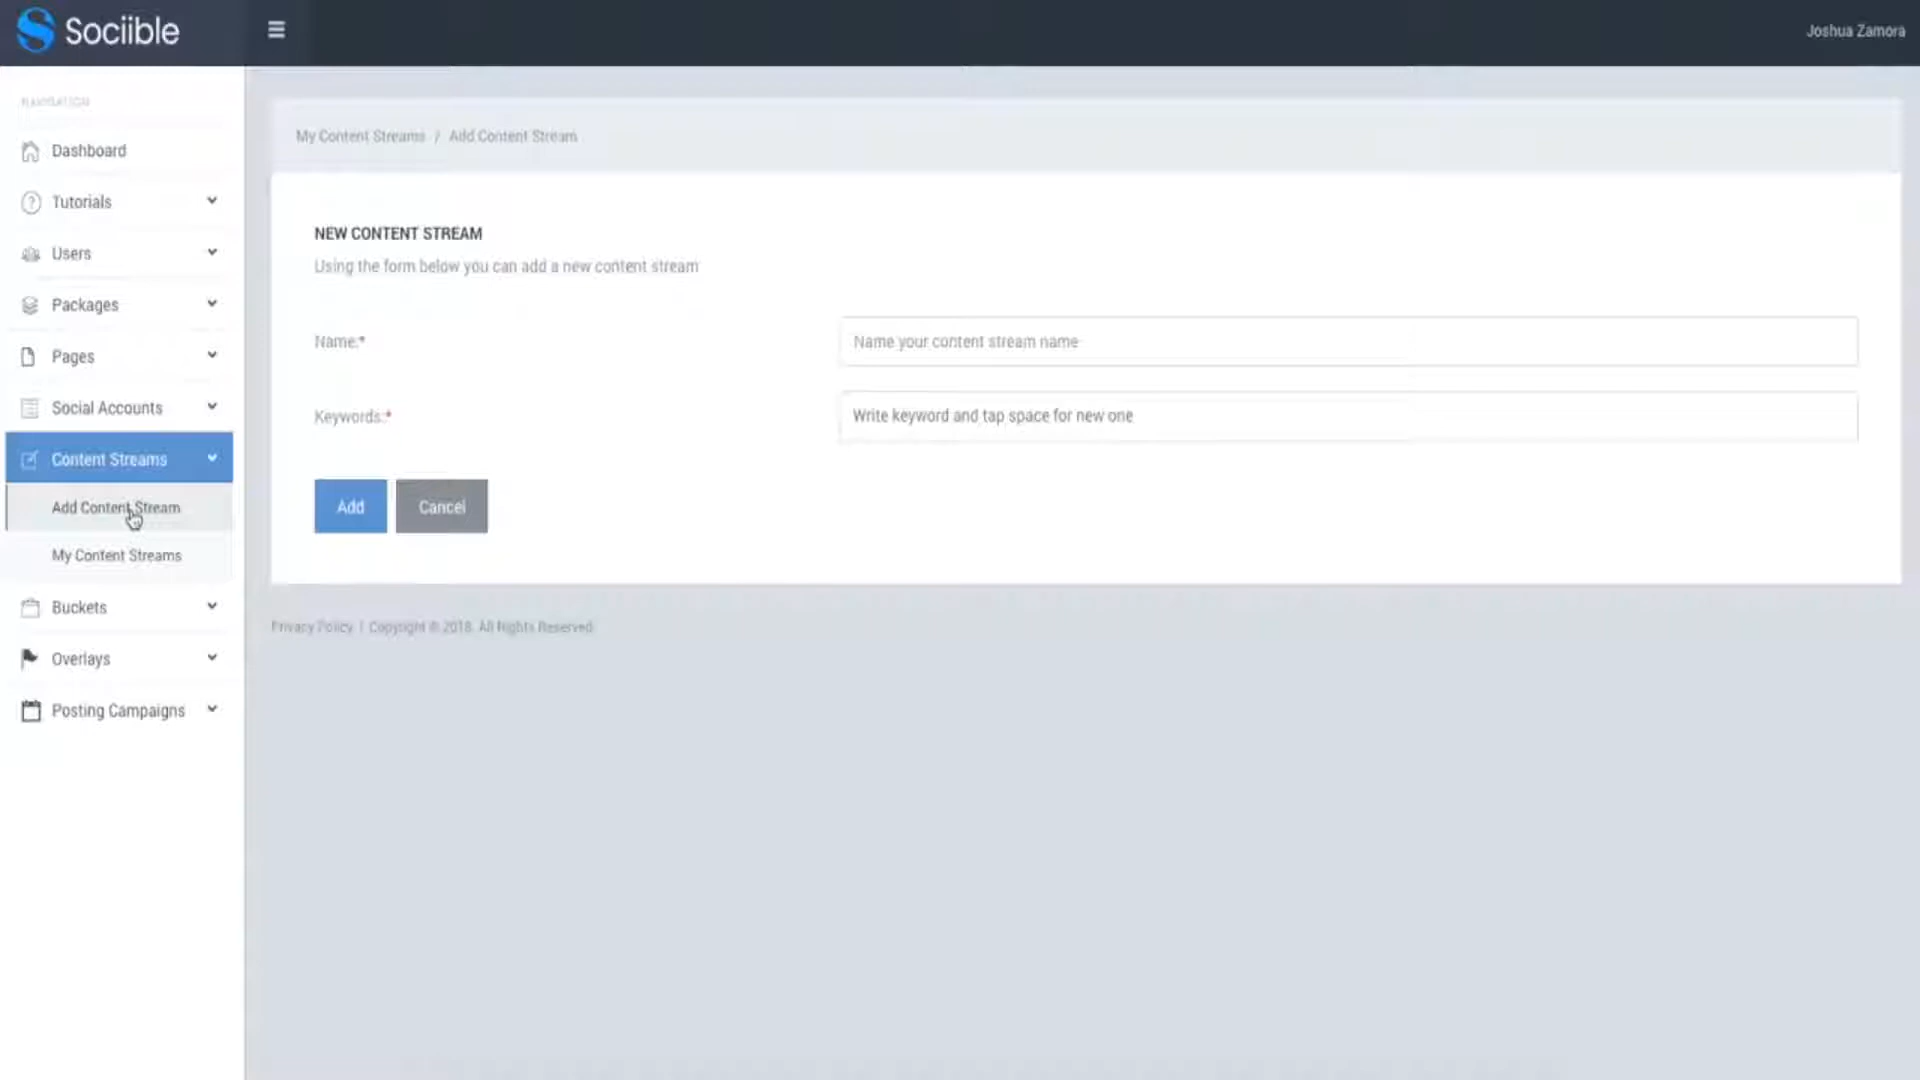 Sociible
Joshua Zamora
NAVIGATION
Dashboard
Tutorials
Users
Packages
Pages
Social Accounts
Content Streams
Add Content Stream
My Content Streams
Buckets
Overlays
Posting Campaigns
My Content Streams / Add Content Stream
NEW CONTENT STREAM
Using the form below you can add a new content stream
Name:*
Name your content stream name
Keywords:*
Write keyword and tap space for new one
Add
Cancel
Privacy Policy | Copyright © 2018. All Rights Reserved.